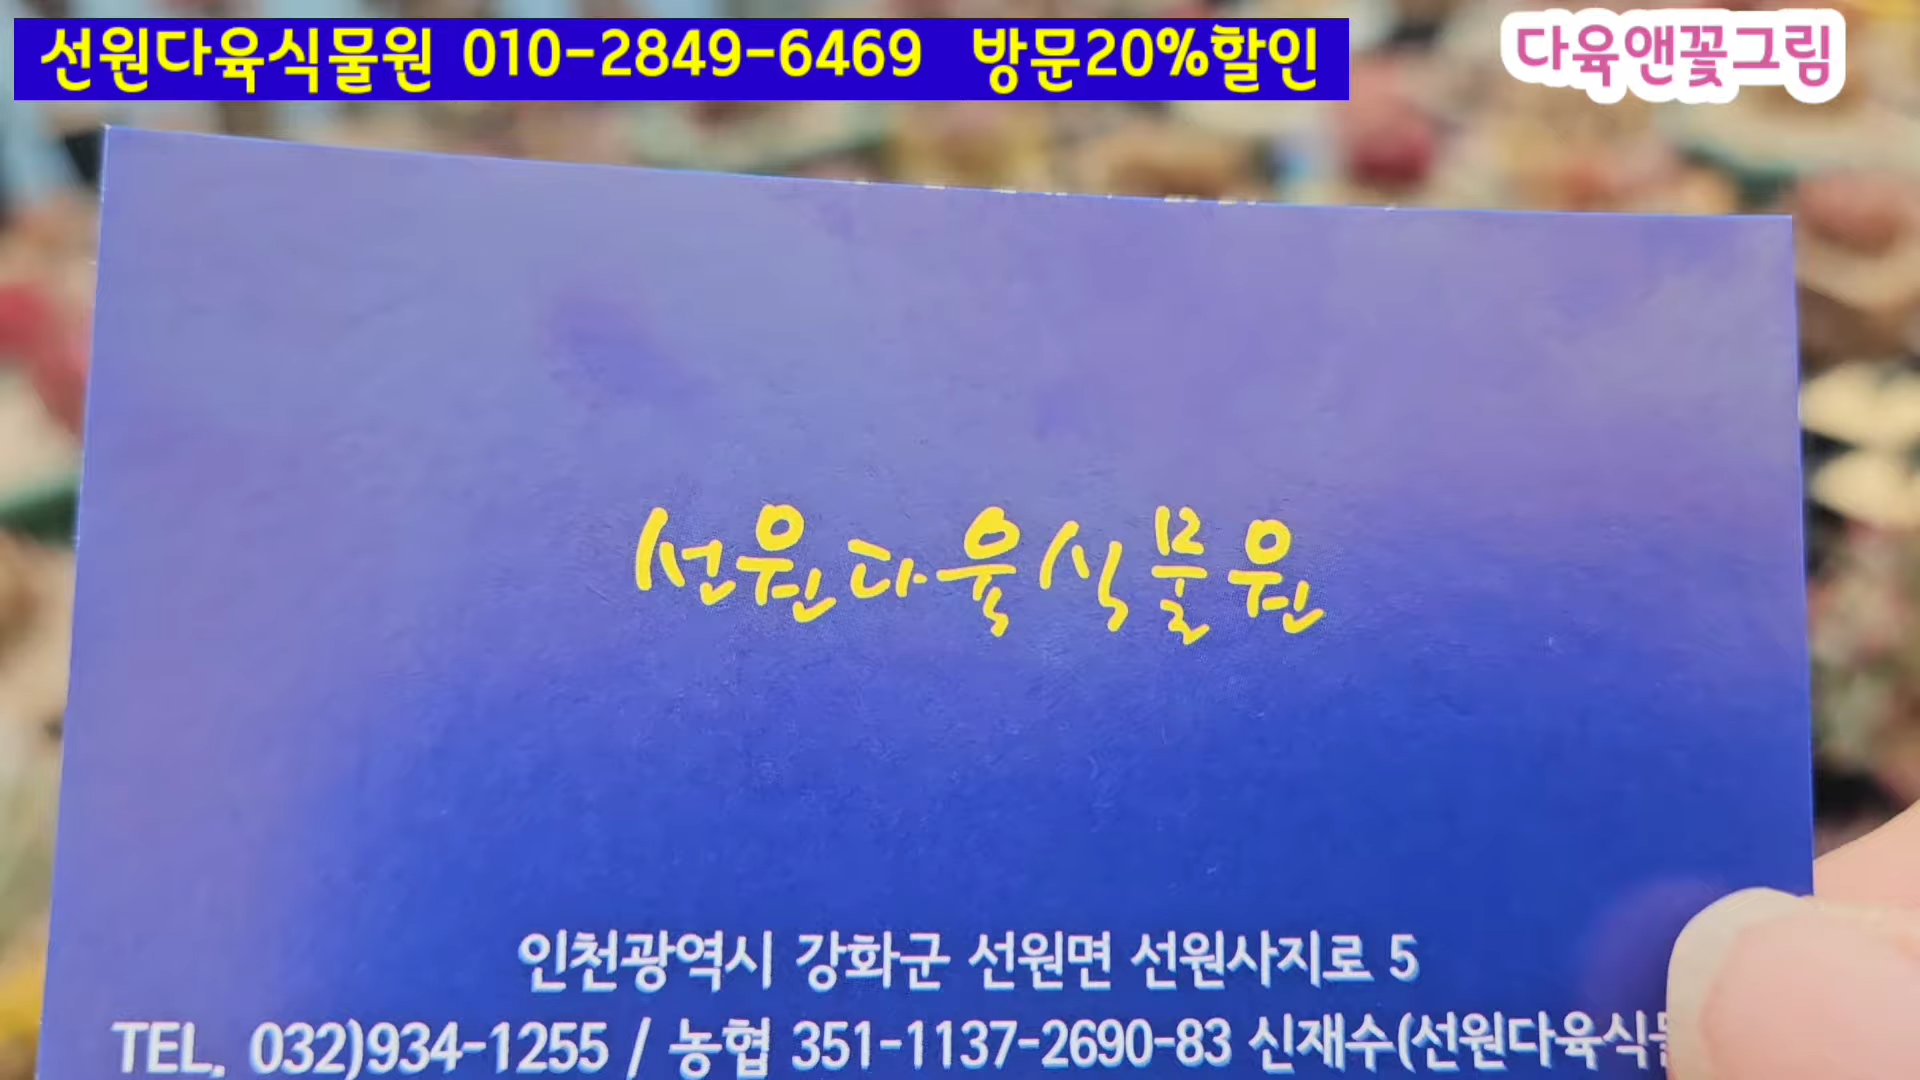 선원다육식물원 010-2849-6469 방문20%할인
다육앤꽃그림
선원다육식물원
인천광역시 강화군 선원면 선원사지로 5
TEL. 032)934-1255 / 농협 351-1137-2690-83 신재수(선원다육식